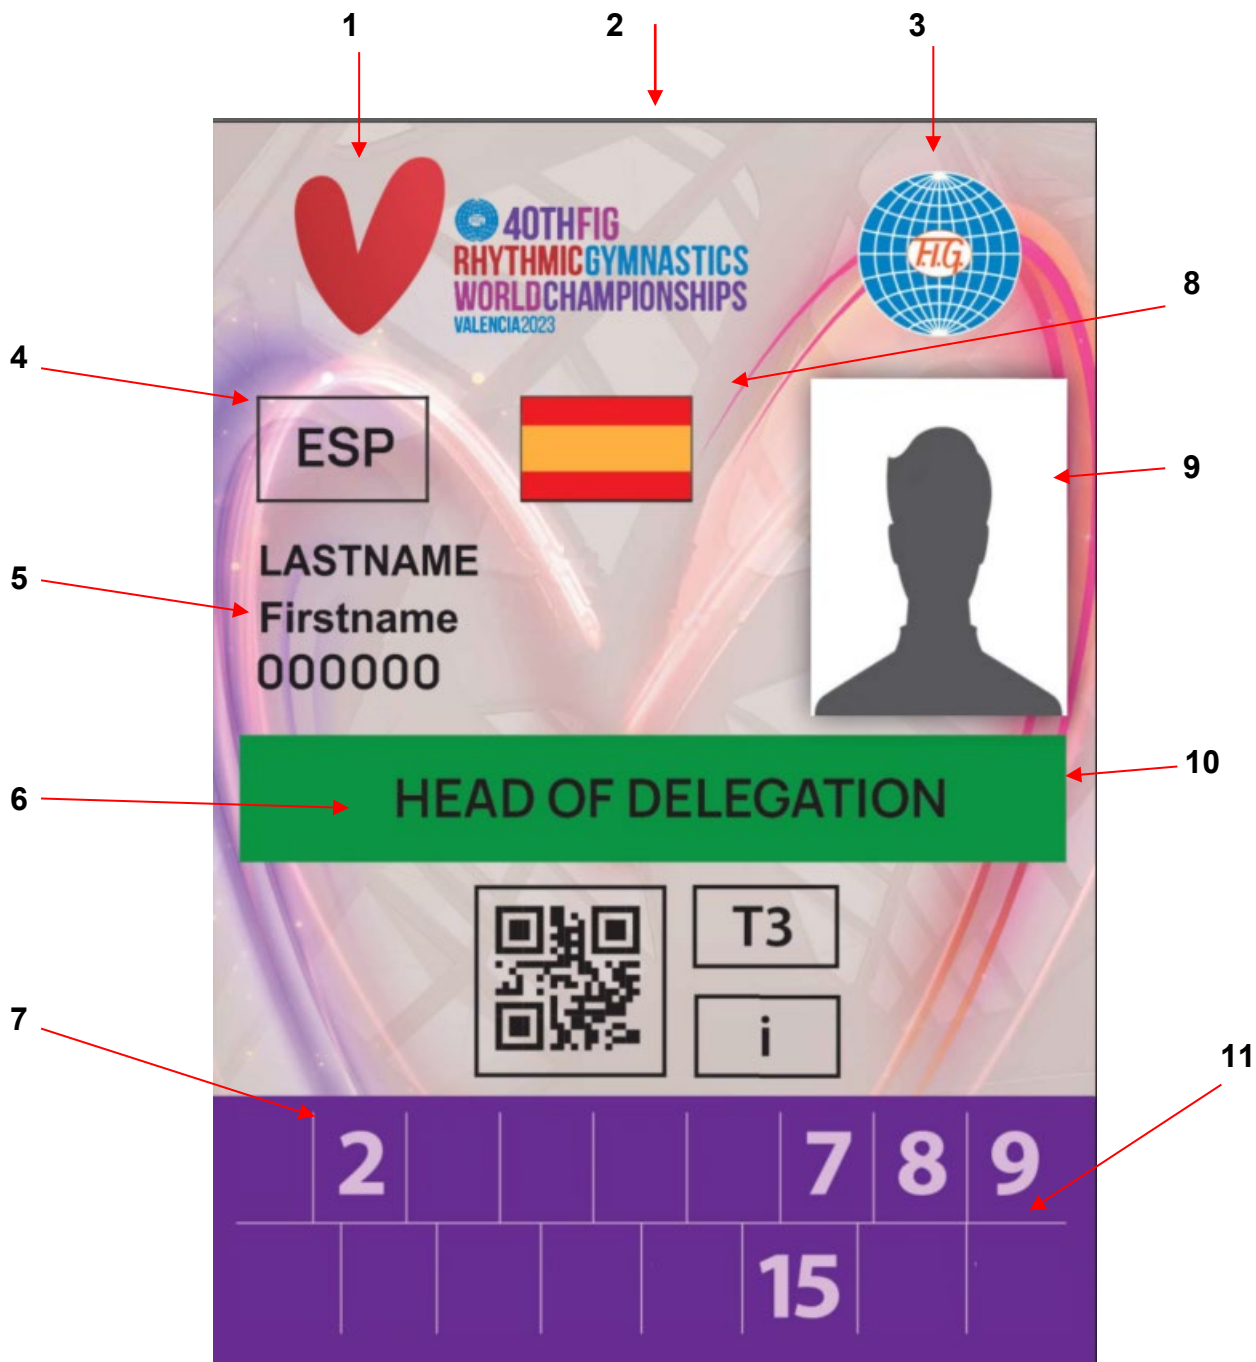 1
2
3
40THFIG
RHYTHMICGYMNASTICS
WORLDCHAMPIONSHIPS
VALENCIA2023
F.I.G.
8
4
ESP
9
LASTNAME
5
Firstname
000000
10
6
HEAD OF DELEGATION
T3
7
i
11
2 7 8 9
15